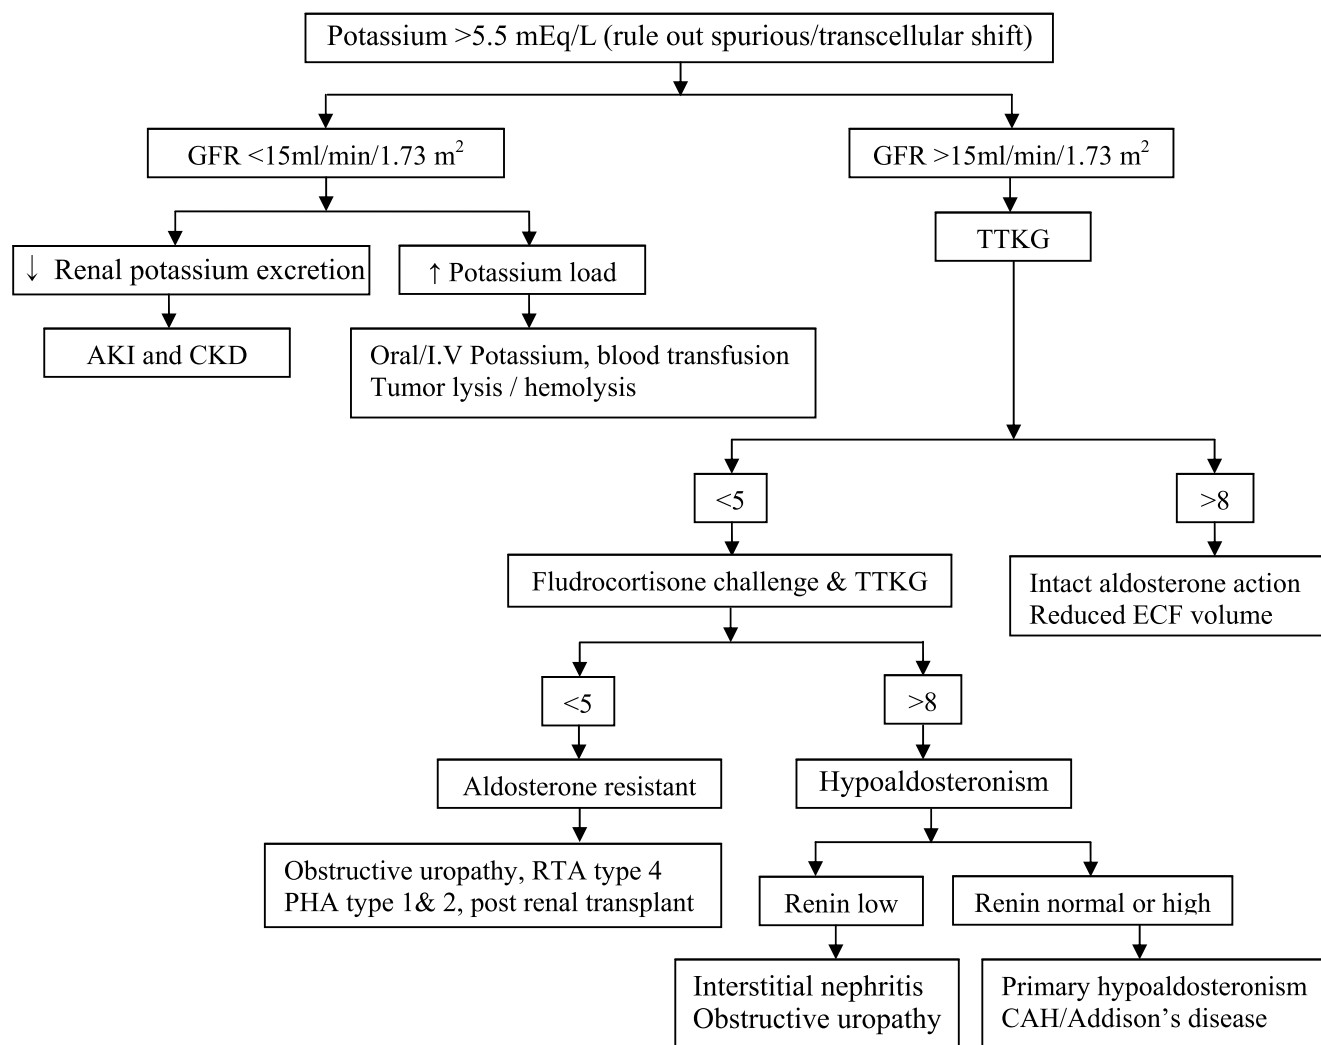 Potassium >5.5 mEq/L (rule out spurious/transcellular shift)
GFR <15ml/min/1.73 m²
GFR >15ml/min/1.73 m²
TTKG
↓ Renal potassium excretion
↑ Potassium load
AKI and CKD
Oral/I.V Potassium, blood transfusion
Tumor lysis / hemolysis
<5
>8
Fludrocortisone challenge & TTKG
Intact aldosterone action
Reduced ECF volume
<5
>8
Aldosterone resistant
Hypoaldosteronism
Obstructive uropathy, RTA type 4
PHA type 1& 2, post renal transplant
Renin low
Renin normal or high
Interstitial nephritis
Obstructive uropathy
Primary hypoaldosteronism
CAH/Addison’s disease